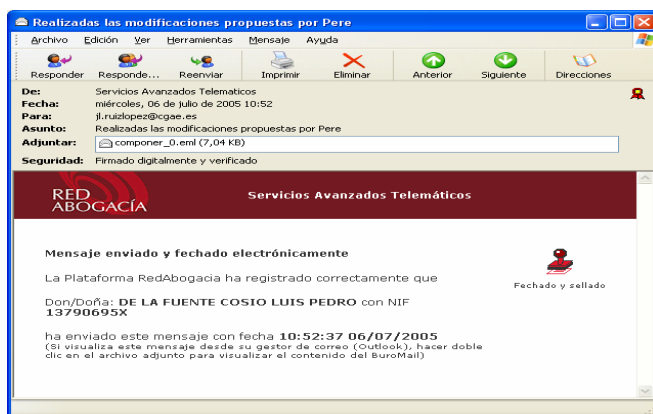 Realizadas las modificaciones propuestas por Pere
Archivo Edición Ver Herramientas Mensaje Ayuda
Responder Responde... Reenviar Imprimir Eliminar Anterior Siguiente Direcciones
De: Servicios Avanzados Telematicos
Fecha: miércoles, 06 de julio de 2005 10:52
Para: jl.ruizlopez@cgae.es
Asunto: Realizadas las modificaciones propuestas por Pere
Adjuntar: componer_0.eml (7,04 KB)
Seguridad: Firmado digitalmente y verificado
RED
ABOGACÍA
Servicios Avanzados Telemáticos
Mensaje enviado y fechado electrónicamente
La Plataforma RedAbogacia ha registrado correctamente que
Fechado y sellado
Don/Doña: DE LA FUENTE COSIO LUIS PEDRO con NIF
13790695X
ha enviado este mensaje con fecha 10:52:37 06/07/2005
(Si visualiza este mensaje desde su gestor de correo (Outlook), hacer doble
clic en el archivo adjunto para visualizar el contenido del BuroMail)